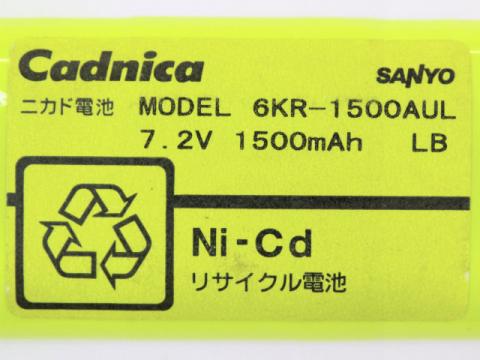 Cadnica SANYO
ニカド電池 MODEL 6KR-1500AUL
7.2V 1500mAh LB
Ni-Cd
リサイクル電池